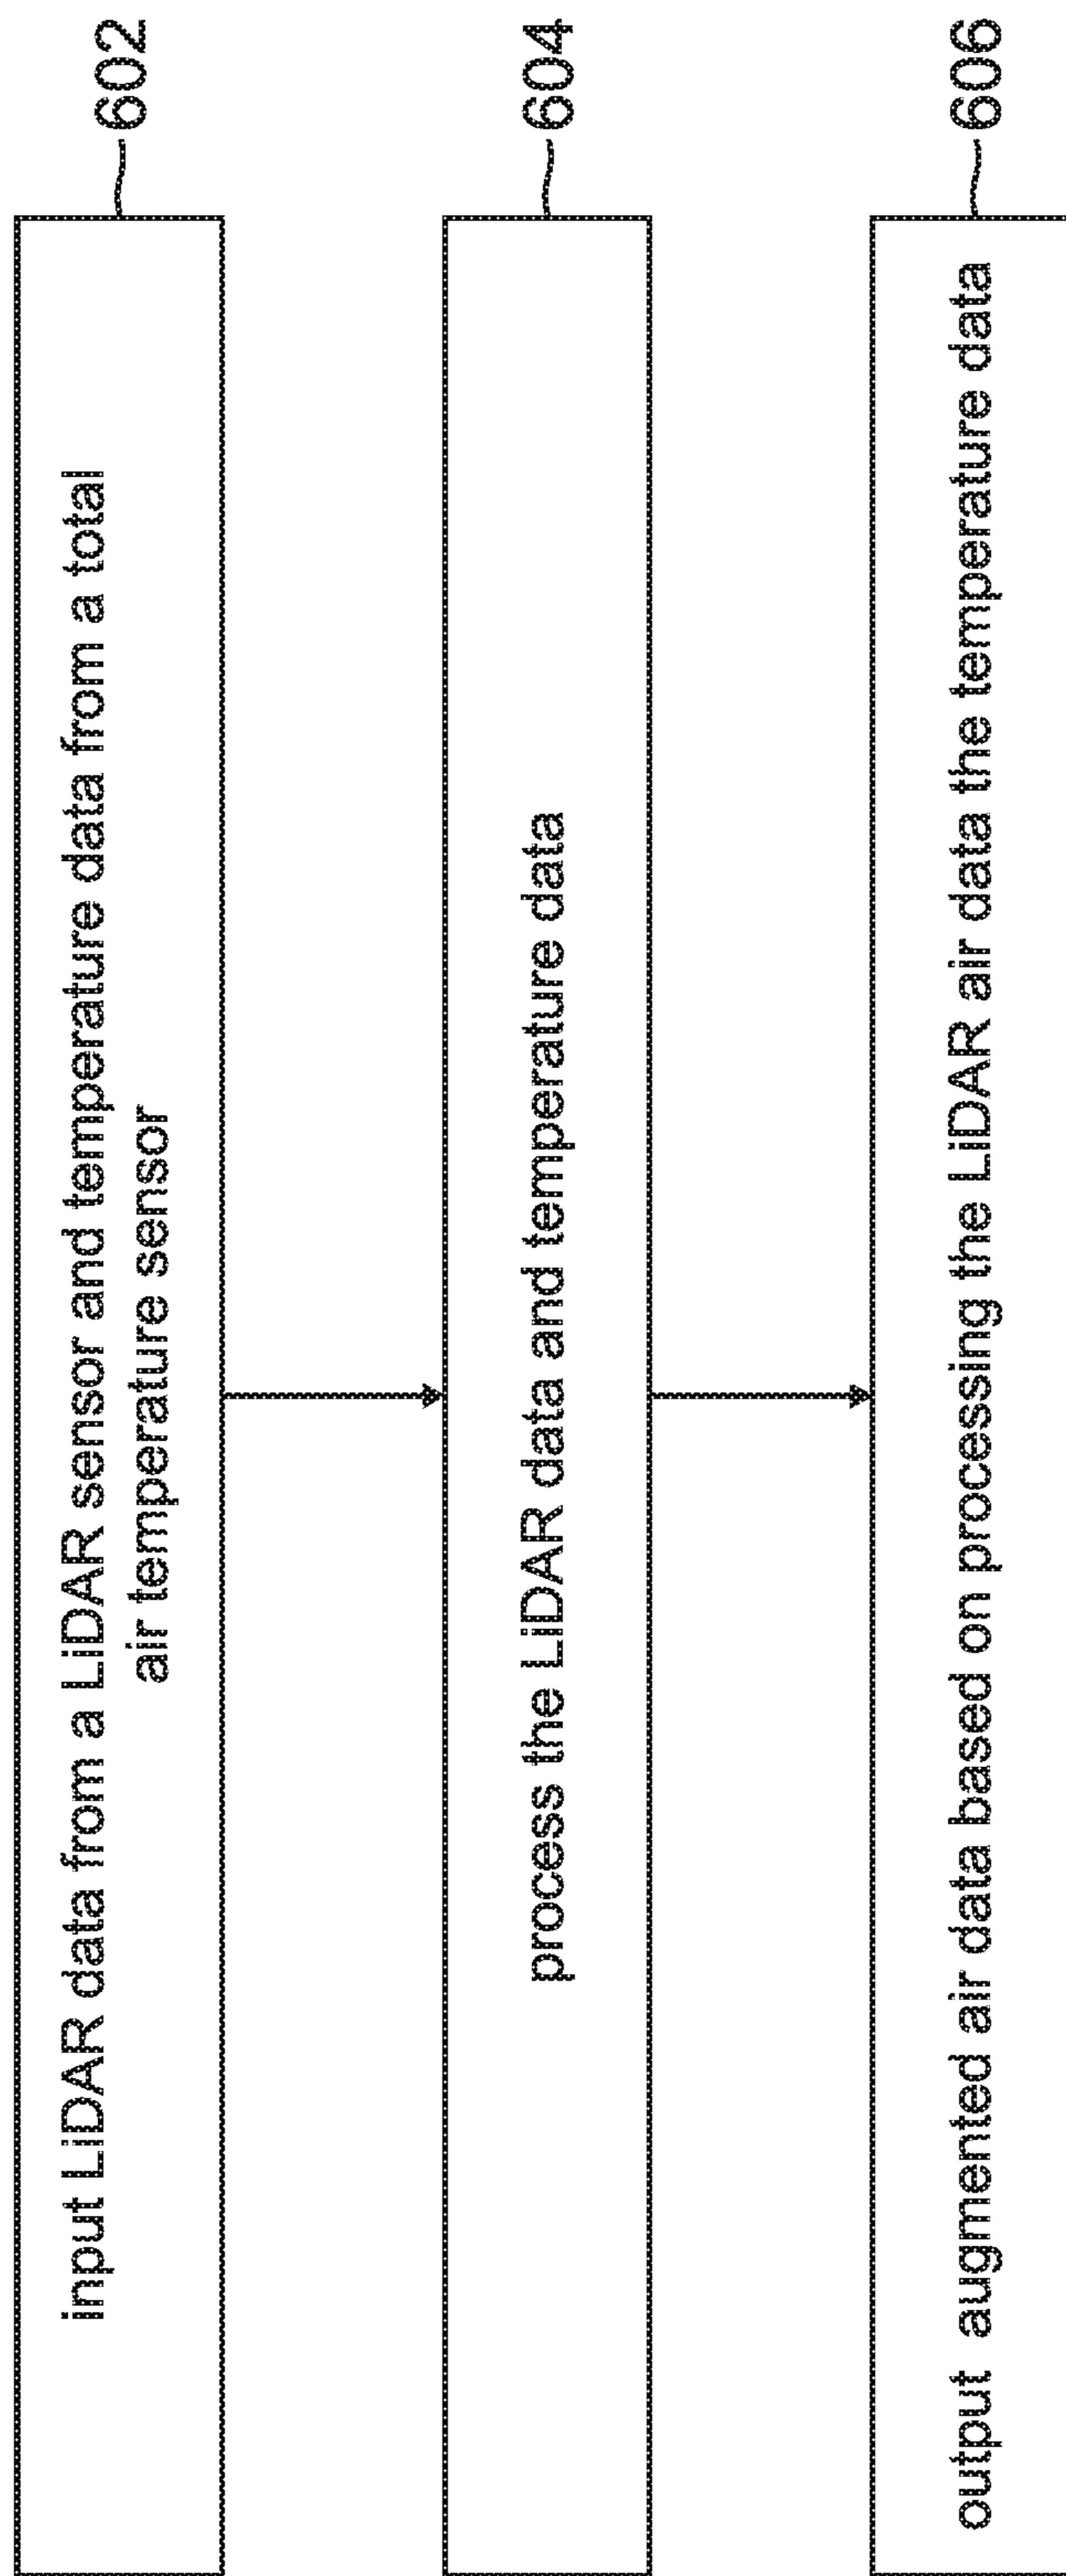 input LiDAR data from a LiDAR sensor and temperature data from a total
air temperature sensor
602
process the LiDAR data and temperature data
604
output augmented air data based on processing the LiDAR air data the temperature data
606